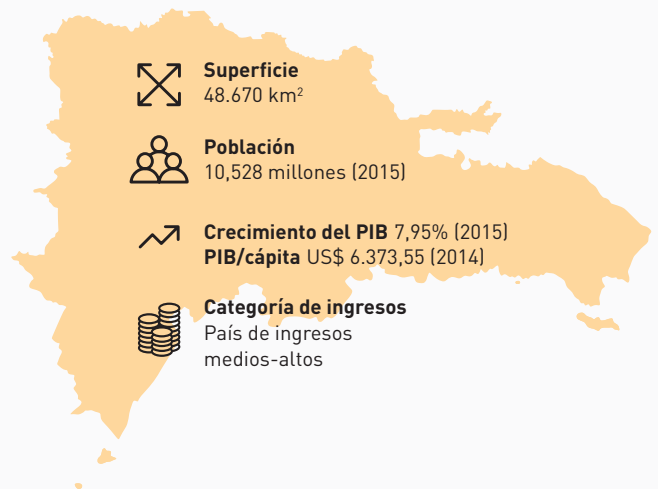 Superficie
48.670 km²
Población
10,528 millones (2015)
Crecimiento del PIB 7,95% (2015)
PIB/cápita US$ 6.373,55 (2014)
Categoría de ingresos
País de ingresos
medios-altos